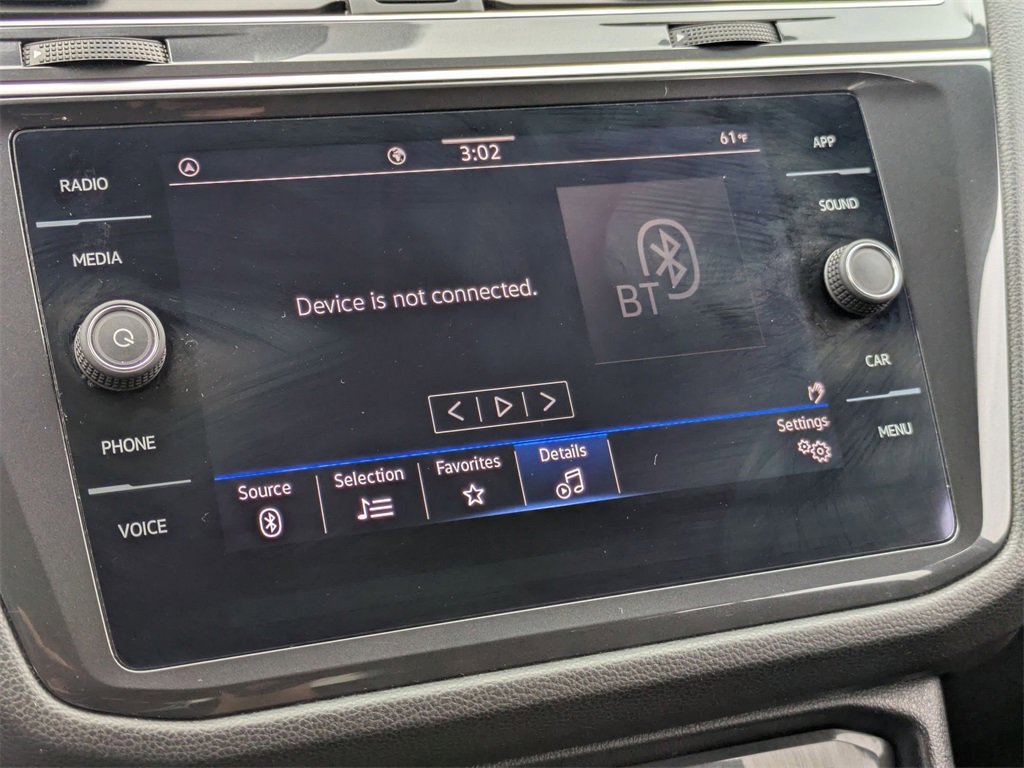 RADIO
MEDIA
PHONE
VOICE
3:02
61°F
Device is not connected.
BT
Source
Selection
Favorites
Details
Settings
APP
SOUND
CAR
MENU